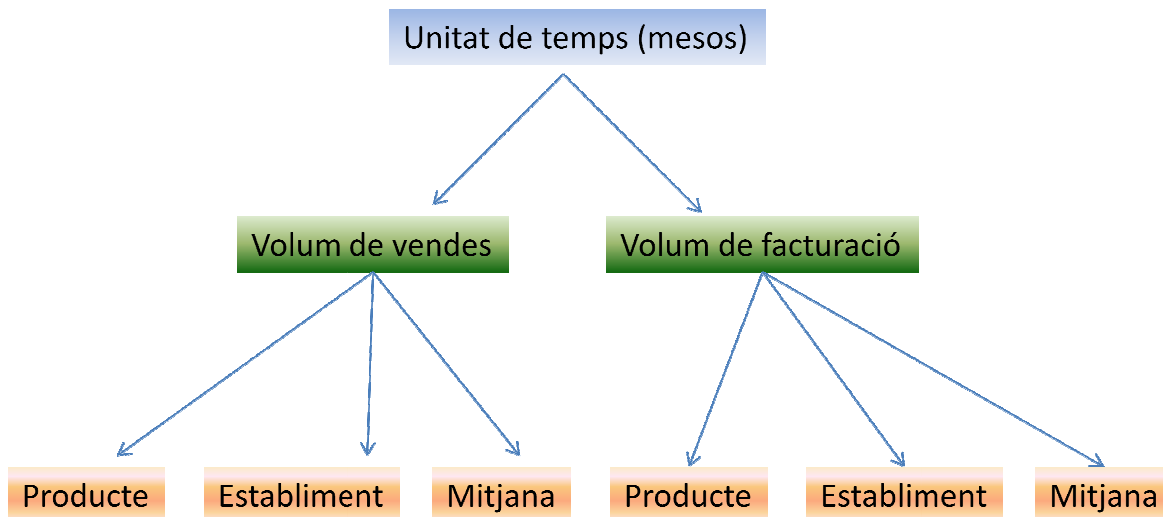 Unitat de temps (mesos)
Volum de vendes
Volum de facturació
Producte
Establiment
Mitjana
Producte
Establiment
Mitjana